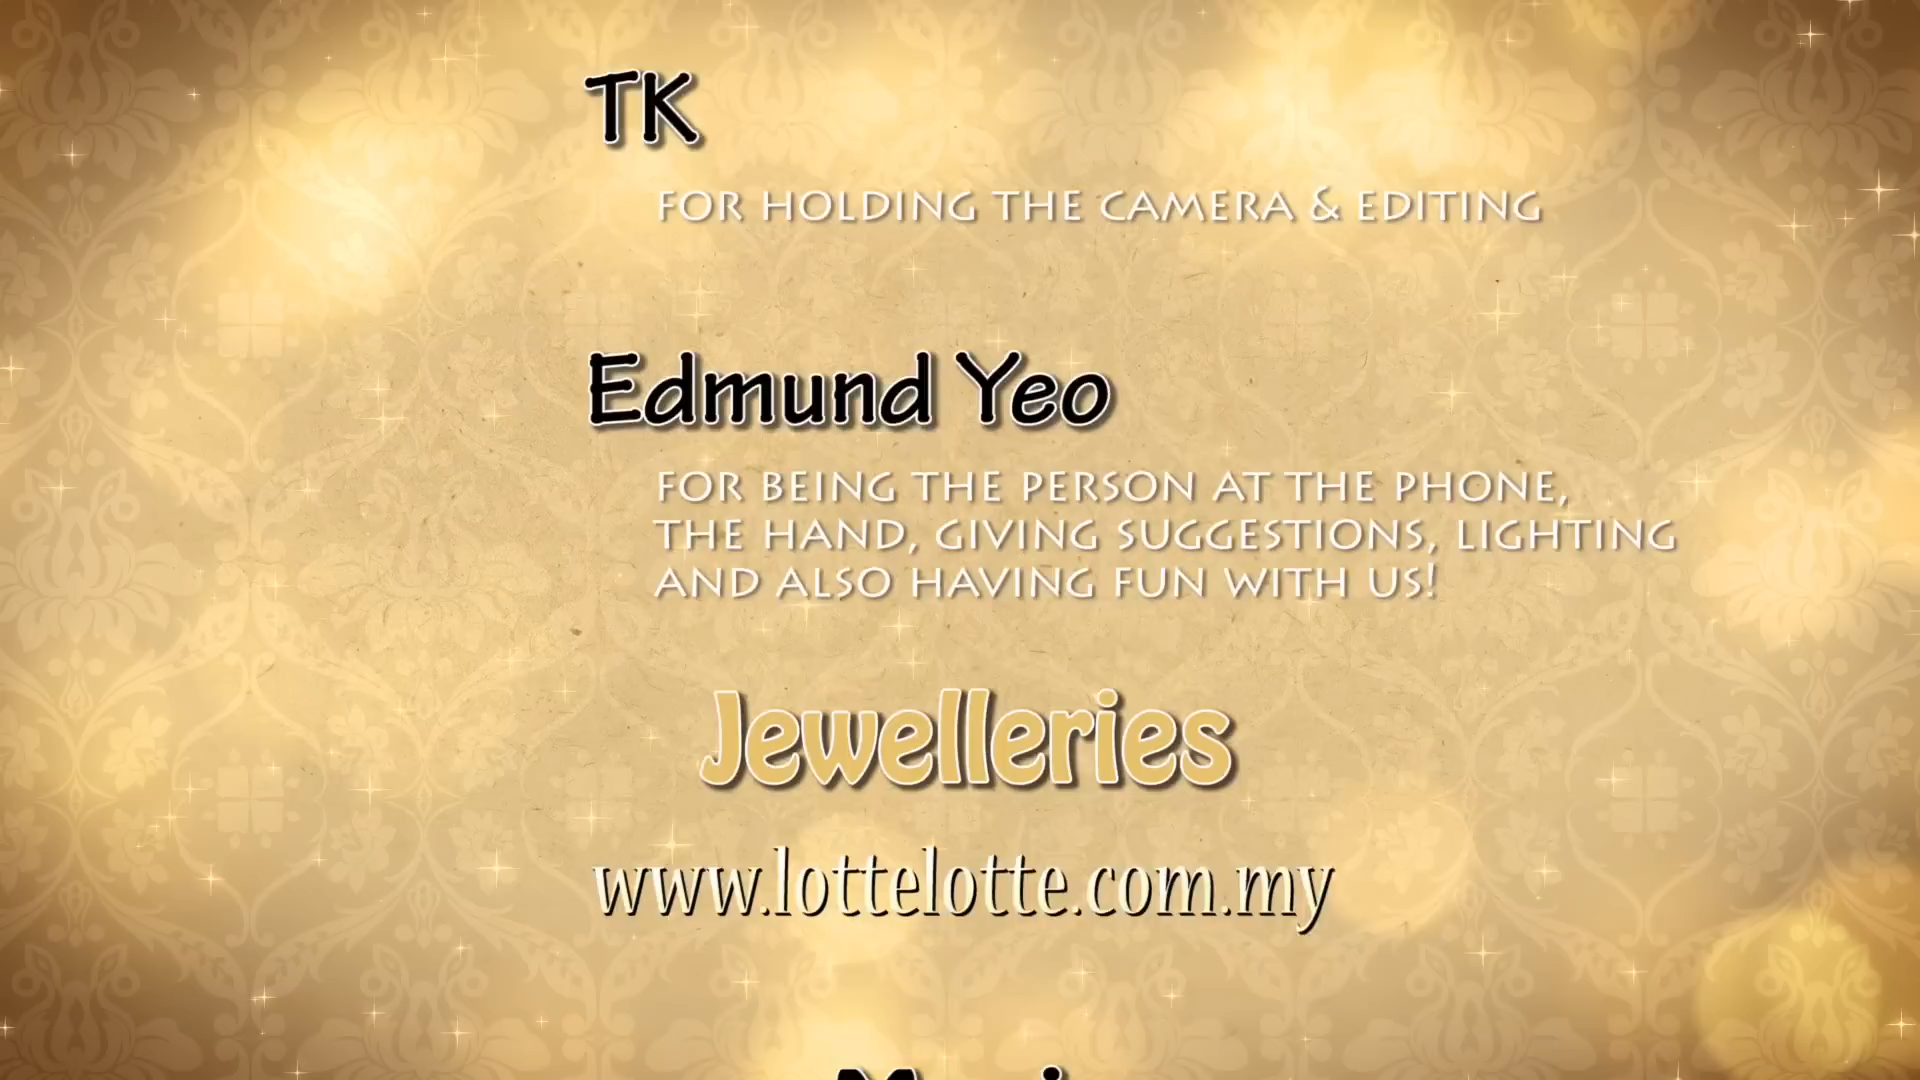 TK
FOR HOLDING THE CAMERA & EDITING
Edmund Yeo
FOR BEING THE PERSON AT THE PHONE,
THE HAND, GIVING SUGGESTIONS, LIGHTING
AND ALSO HAVING FUN WITH US!
Jewelleries
www.lottelotte.com.my